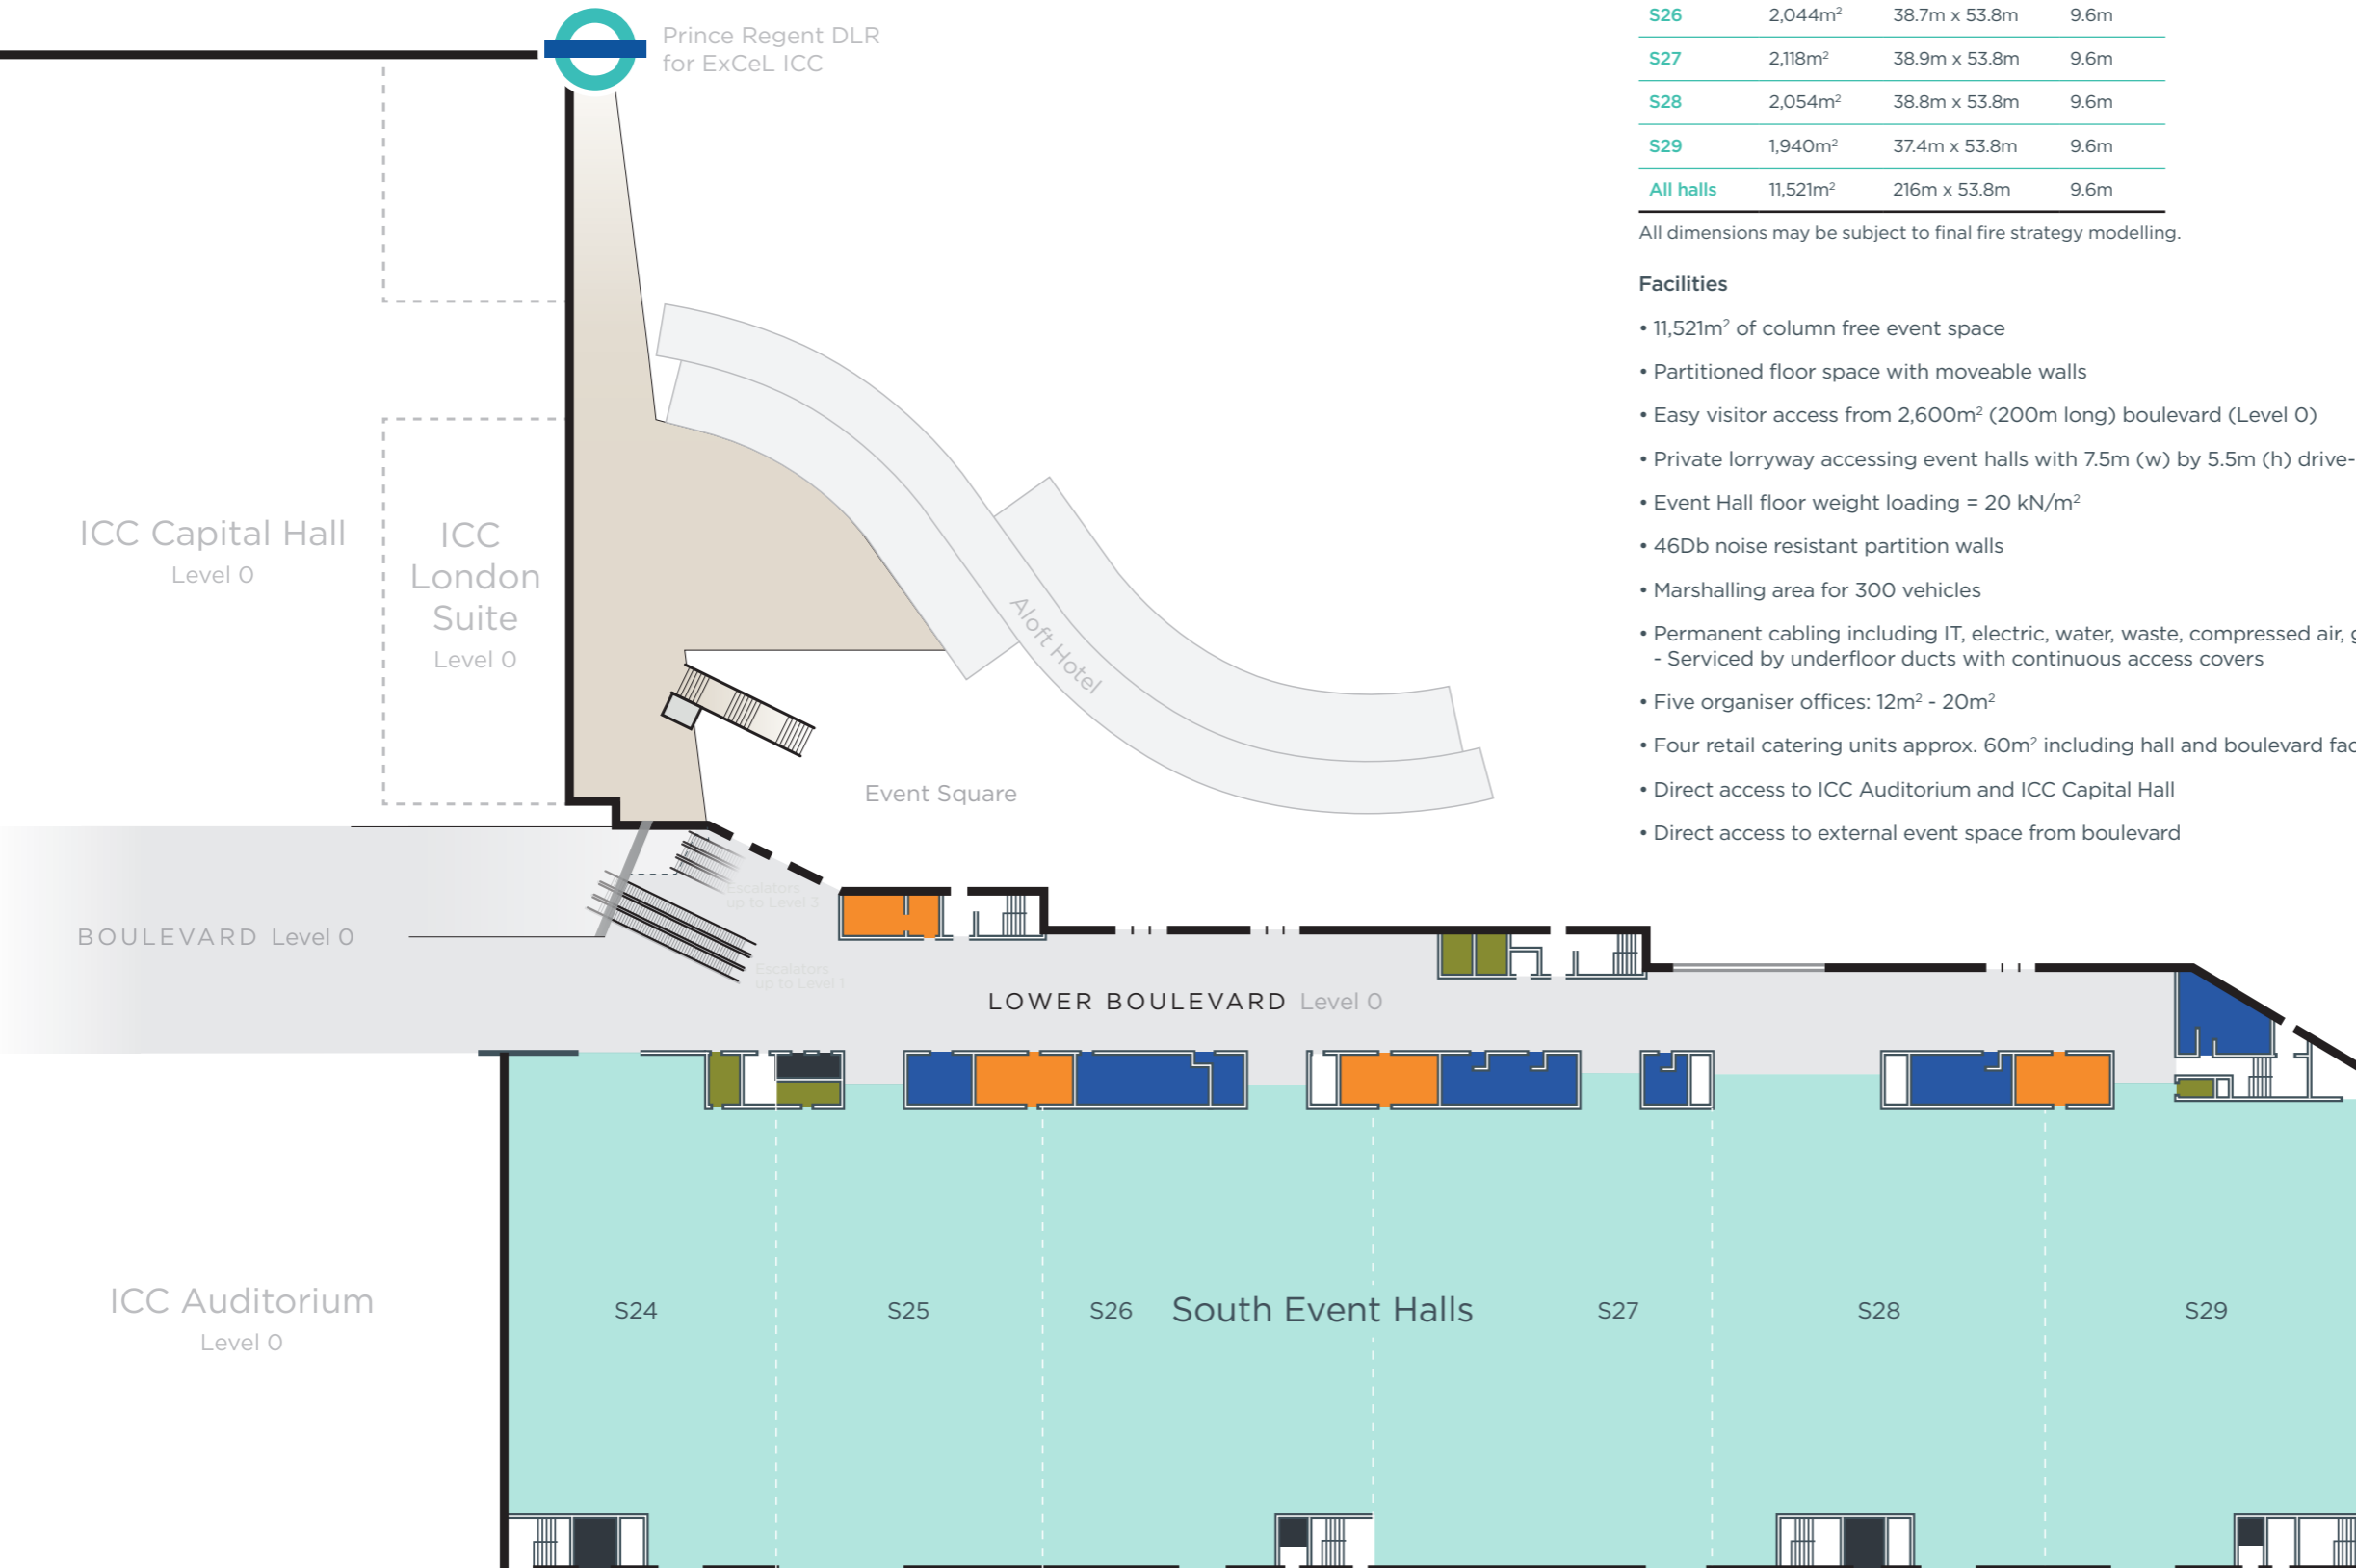 Prince Regent DLR
for ExCeL ICC
S26 2,044m² 38.7m x 53.8m 9.6m
S27 2,118m² 38.9m x 53.8m 9.6m
S28 2,054m² 38.8m x 53.8m 9.6m
S29 1,940m² 37.4m x 53.8m 9.6m
All halls 11,521m² 216m x 53.8m 9.6m
All dimensions may be subject to final fire strategy modelling.
Facilities
• 11,521m² of column free event space
• Partitioned floor space with moveable walls
• Easy visitor access from 2,600m² (200m long) boulevard (Level 0)
• Private lorryway accessing event halls with 7.5m (w) by 5.5m (h) drive-
• Event Hall floor weight loading = 20 kN/m²
• 46Db noise resistant partition walls
• Marshalling area for 300 vehicles
• Permanent cabling including IT, electric, water, waste, compressed air,
- Serviced by underfloor ducts with continuous access covers
• Five organiser offices: 12m² - 20m²
• Four retail catering units approx. 60m² including hall and boulevard
• Direct access to ICC Auditorium and ICC Capital Hall
• Direct access to external event space from boulevard
ICC Capital Hall
Level 0
ICC
London
Suite
Level 0
Aloft Hotel
Event Square
Escalators
up to Level 3
BOULEVARD Level 0
Escalators
up to Level 1
LOWER BOULEVARD Level 0
ICC Auditorium
Level 0
S24
S25
S26
South Event Halls
S27
S28
S29